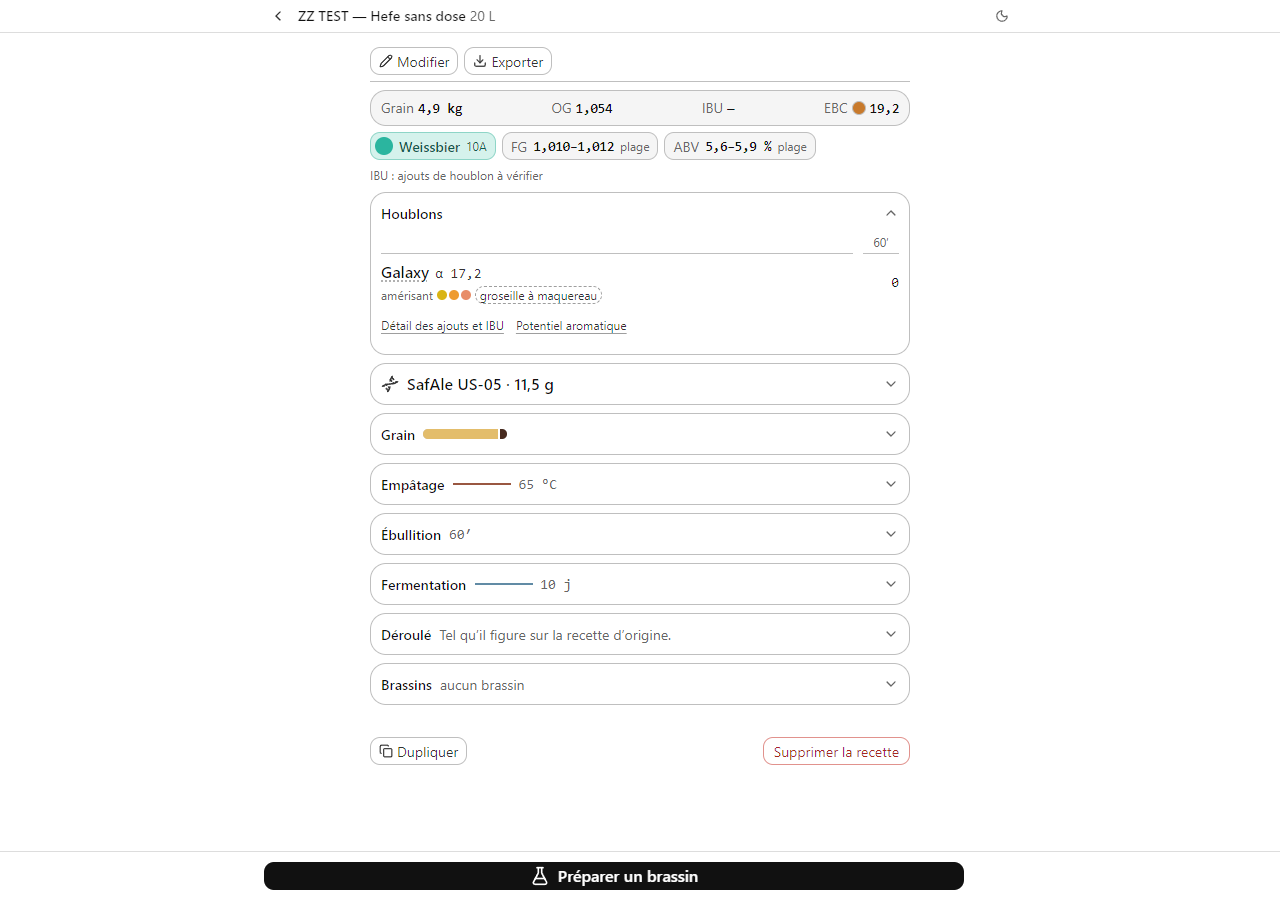 ZZ TEST — Hefe sans dose 20 L
Modifier
Exporter
Grain 4,9 kg
OG 1,054
IBU –
EBC 19,2
Weissbier 10A
FG 1,010–1,012 plage
ABV 5,6–5,9 % plage
IBU : ajouts de houblon à vérifier
Houblons
60'
Galaxy α 17,2
0
amérisant groseille à maquereau
Détail des ajouts et IBU
Potentiel aromatique
SafAle US-05 · 11,5 g
Grain
Empâtage 65 °C
Ébullition 60′
Fermentation 10 j
Déroulé Tel qu’il figure sur la recette d’origine.
Brassins aucun brassin
Dupliquer
Supprimer la recette
Préparer un brassin